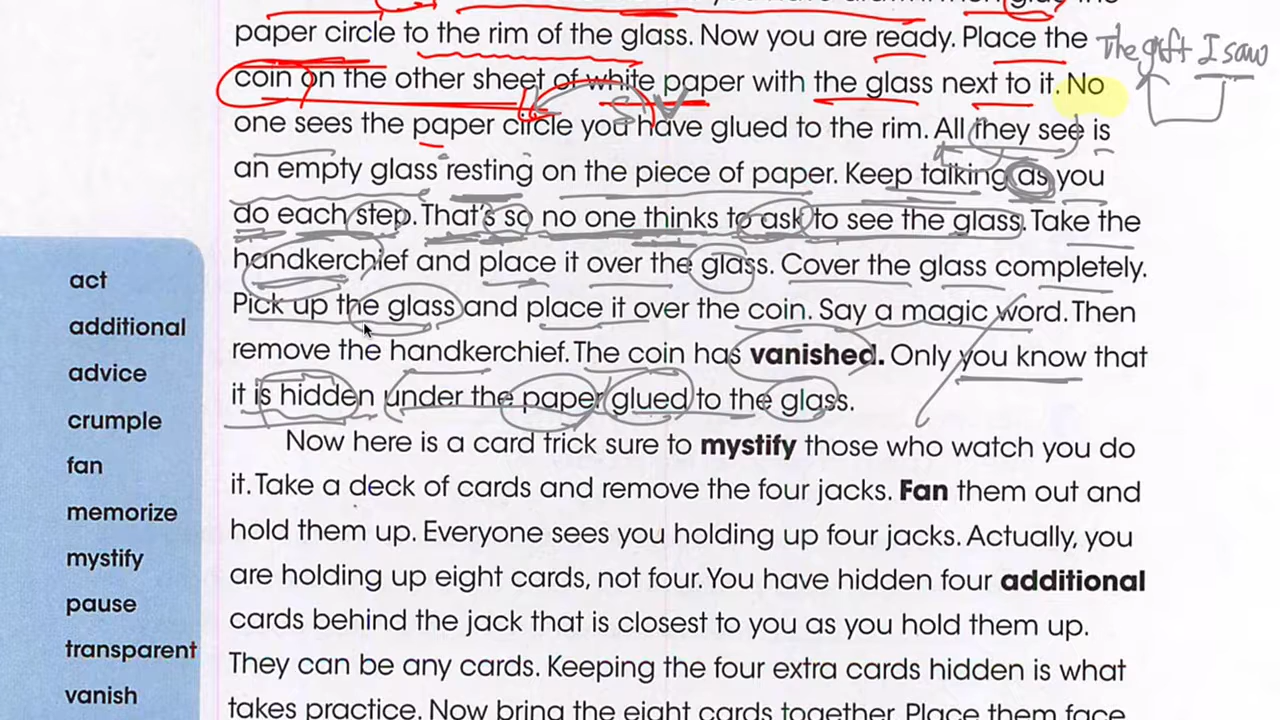 paper circle to the rim of the glass. Now you are ready. Place the
The gift I saw
coin on the other sheet of white paper with the glass next to it. No
one sees the paper circle you have glued to the rim. All they see is
S V
an empty glass resting on the piece of paper. Keep talking as you
do each step. That's so no one thinks to ask to see the glass. Take the
handkerchief and place it over the glass. Cover the glass completely.
Pick up the glass and place it over the coin. Say a magic word. Then
remove the handkerchief. The coin has vanished. Only you know that
it is hidden under the paper glued to the glass.
Now here is a card trick sure to mystify those who watch you do
it. Take a deck of cards and remove the four jacks. Fan them out and
hold them up. Everyone sees you holding up four jacks. Actually, you
are holding up eight cards, not four. You have hidden four additional
cards behind the jack that is closest to you as you hold them up.
They can be any cards. Keeping the four extra cards hidden is what
takes practice. Now bring the eight cards together. Place them face
act
additional
advice
crumple
fan
memorize
mystify
pause
transparent
vanish